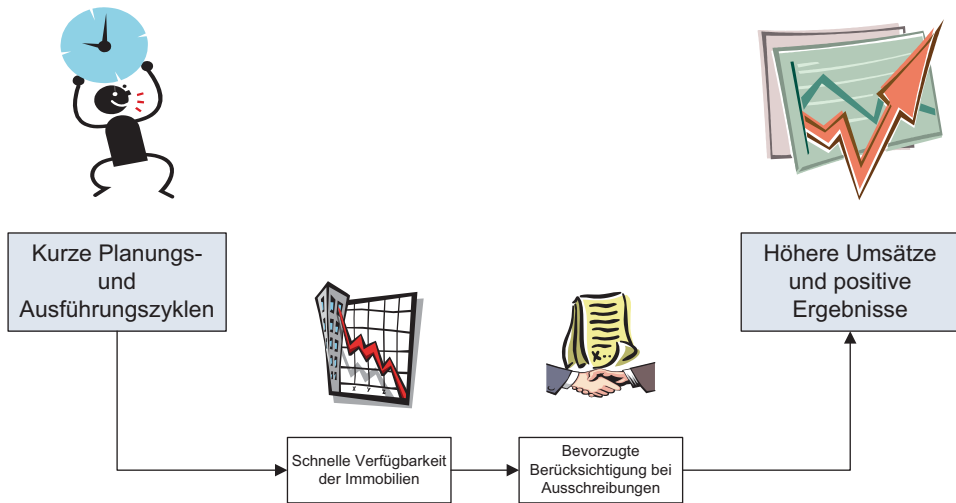 Kurze Planungs-
und
Ausführungszyklen
Schnelle Verfügbarkeit
der Immobilien
Bevorzugte
Berücksichtigung bei
Ausschreibungen
Höhere Umsätze
und positive
Ergebnisse